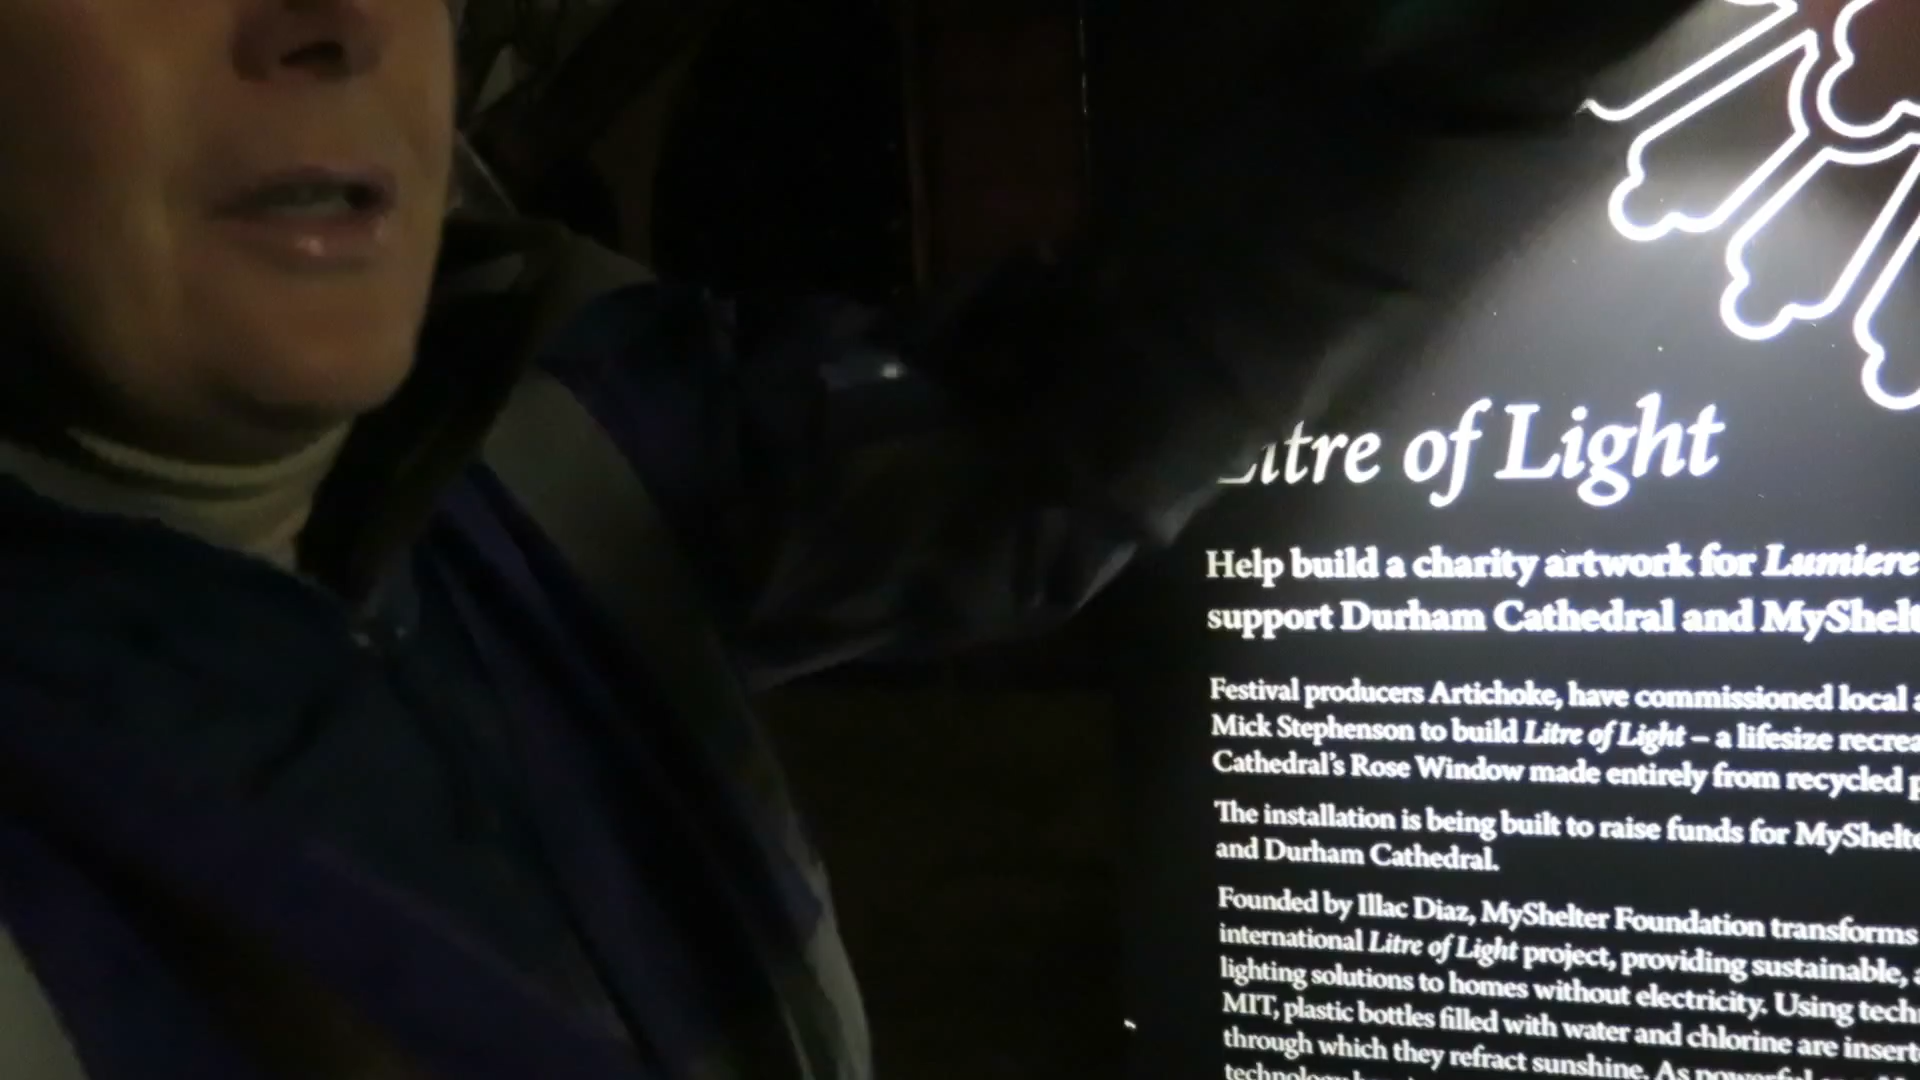 Litre of Light
Help build a charity artwork for Lumiere
support Durham Cathedral and MyShelt
Festival producers Artichoke, have commissioned local a
Mick Stephenson to build Litre of Light – a lifesize recrea
Cathedral's Rose Window made entirely from recycled p
The installation is being built to raise funds for MyShelte
and Durham Cathedral.
Founded by Illac Diaz, MyShelter Foundation transforms
international Litre of Light project, providing sustainable, a
lighting solutions to homes without electricity. Using techn
MIT, plastic bottles filled with water and chlorine are inserte
through which they refract sunshine. As powerful
technology